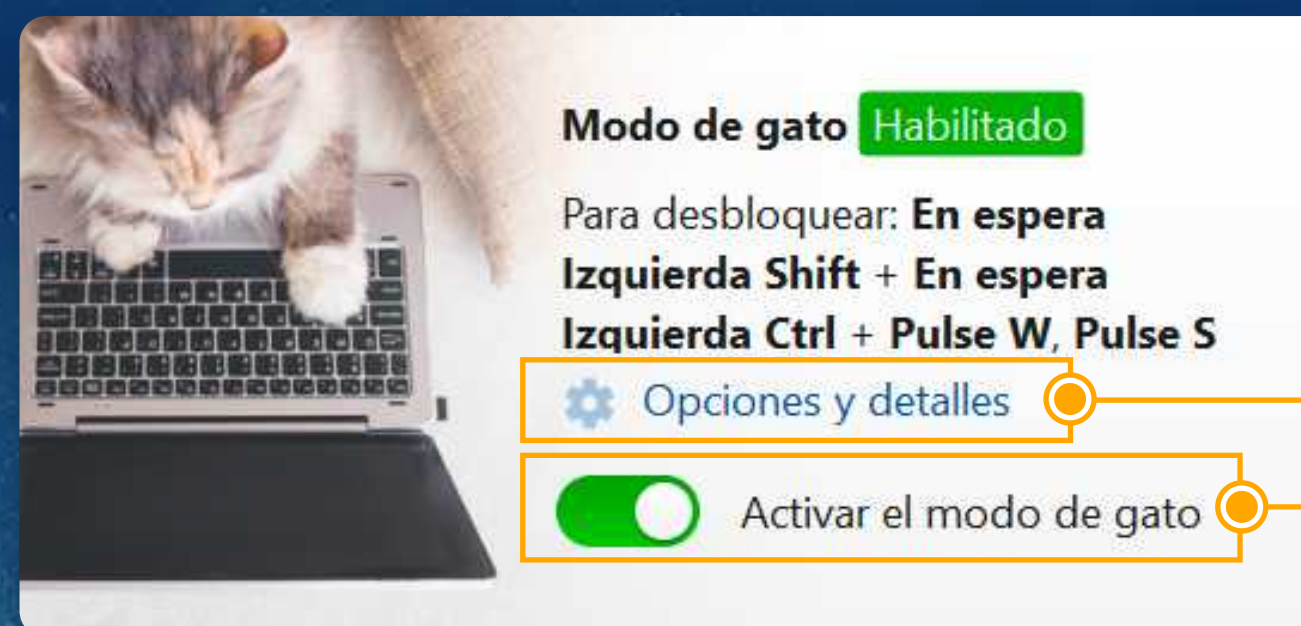 Modo de gato Habilitado
Para desbloquear: En espera
Izquierda Shift + En espera
Izquierda Ctrl + Pulse W, Pulse S
Opciones y detalles
Activar el modo de gato